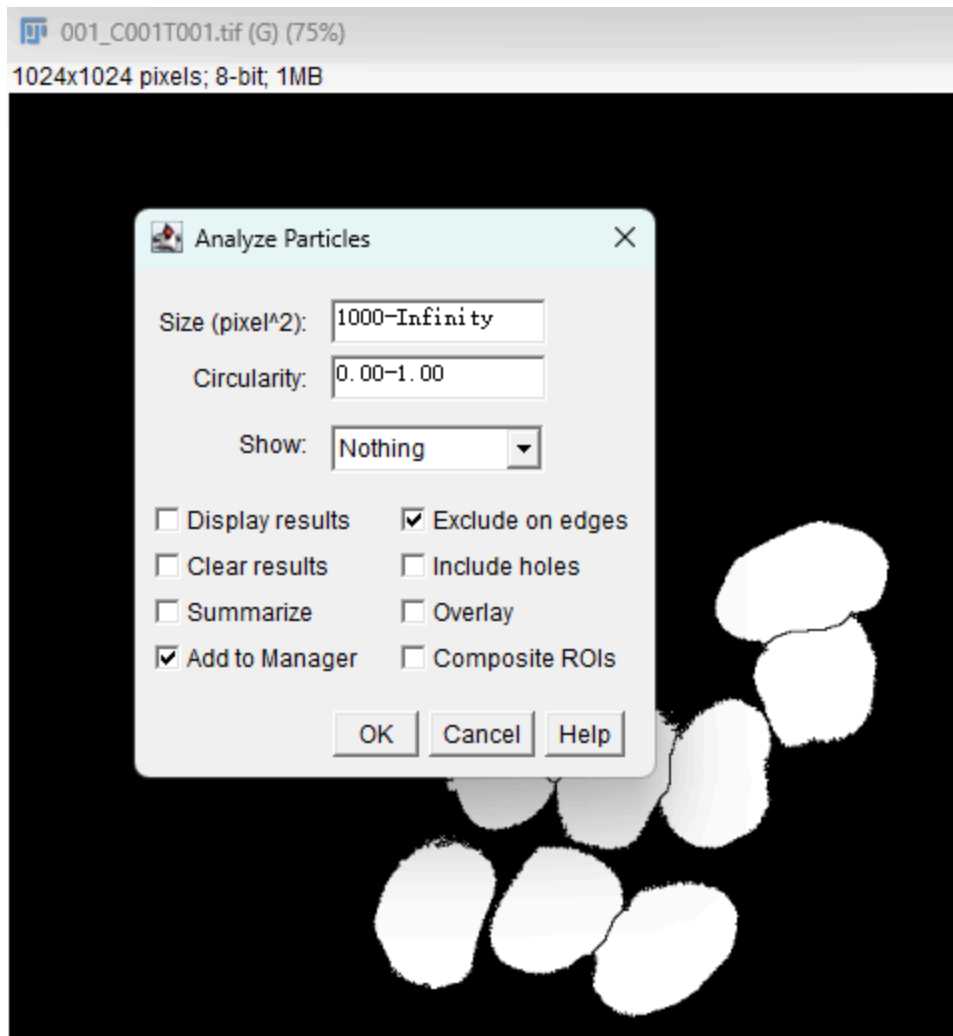 001_C001T001.tif (G) (75%)
1024x1024 pixels; 8-bit; 1MB
Analyze Particles
Size (pixel^2): 1000-Infinity
Circularity: 0.00-1.00
Show: Nothing
Display results Exclude on edges
Clear results Include holes
Summarize Overlay
Add to Manager Composite ROIs
OK Cancel Help